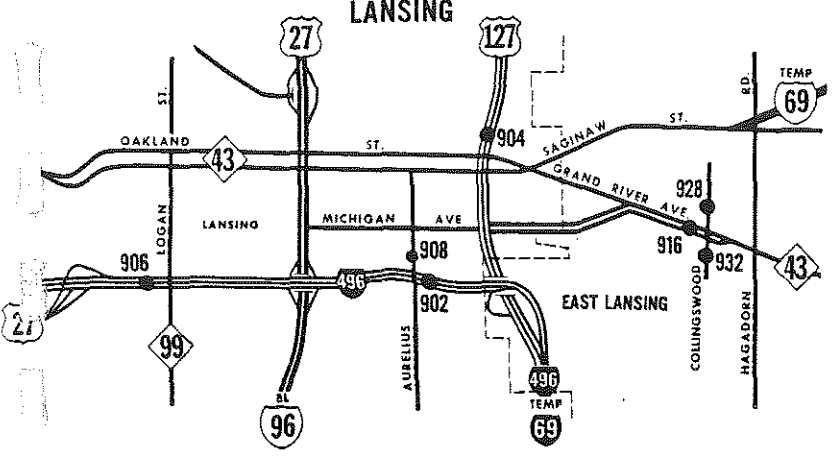 LANSING
27
127
TEMP
69
ST.
RD.
904
OAKLAND
ST.
SAGINAW
ST.
43
GRAND RIVER AVE.
928
LOGAN
LANSING
MICHIGAN AVE
916
932
906
908
43
496
902
27
EAST LANSING
COLLINGSWOOD
HAGADORN
99
AURELIUS
496
BL
96
TEMP
69